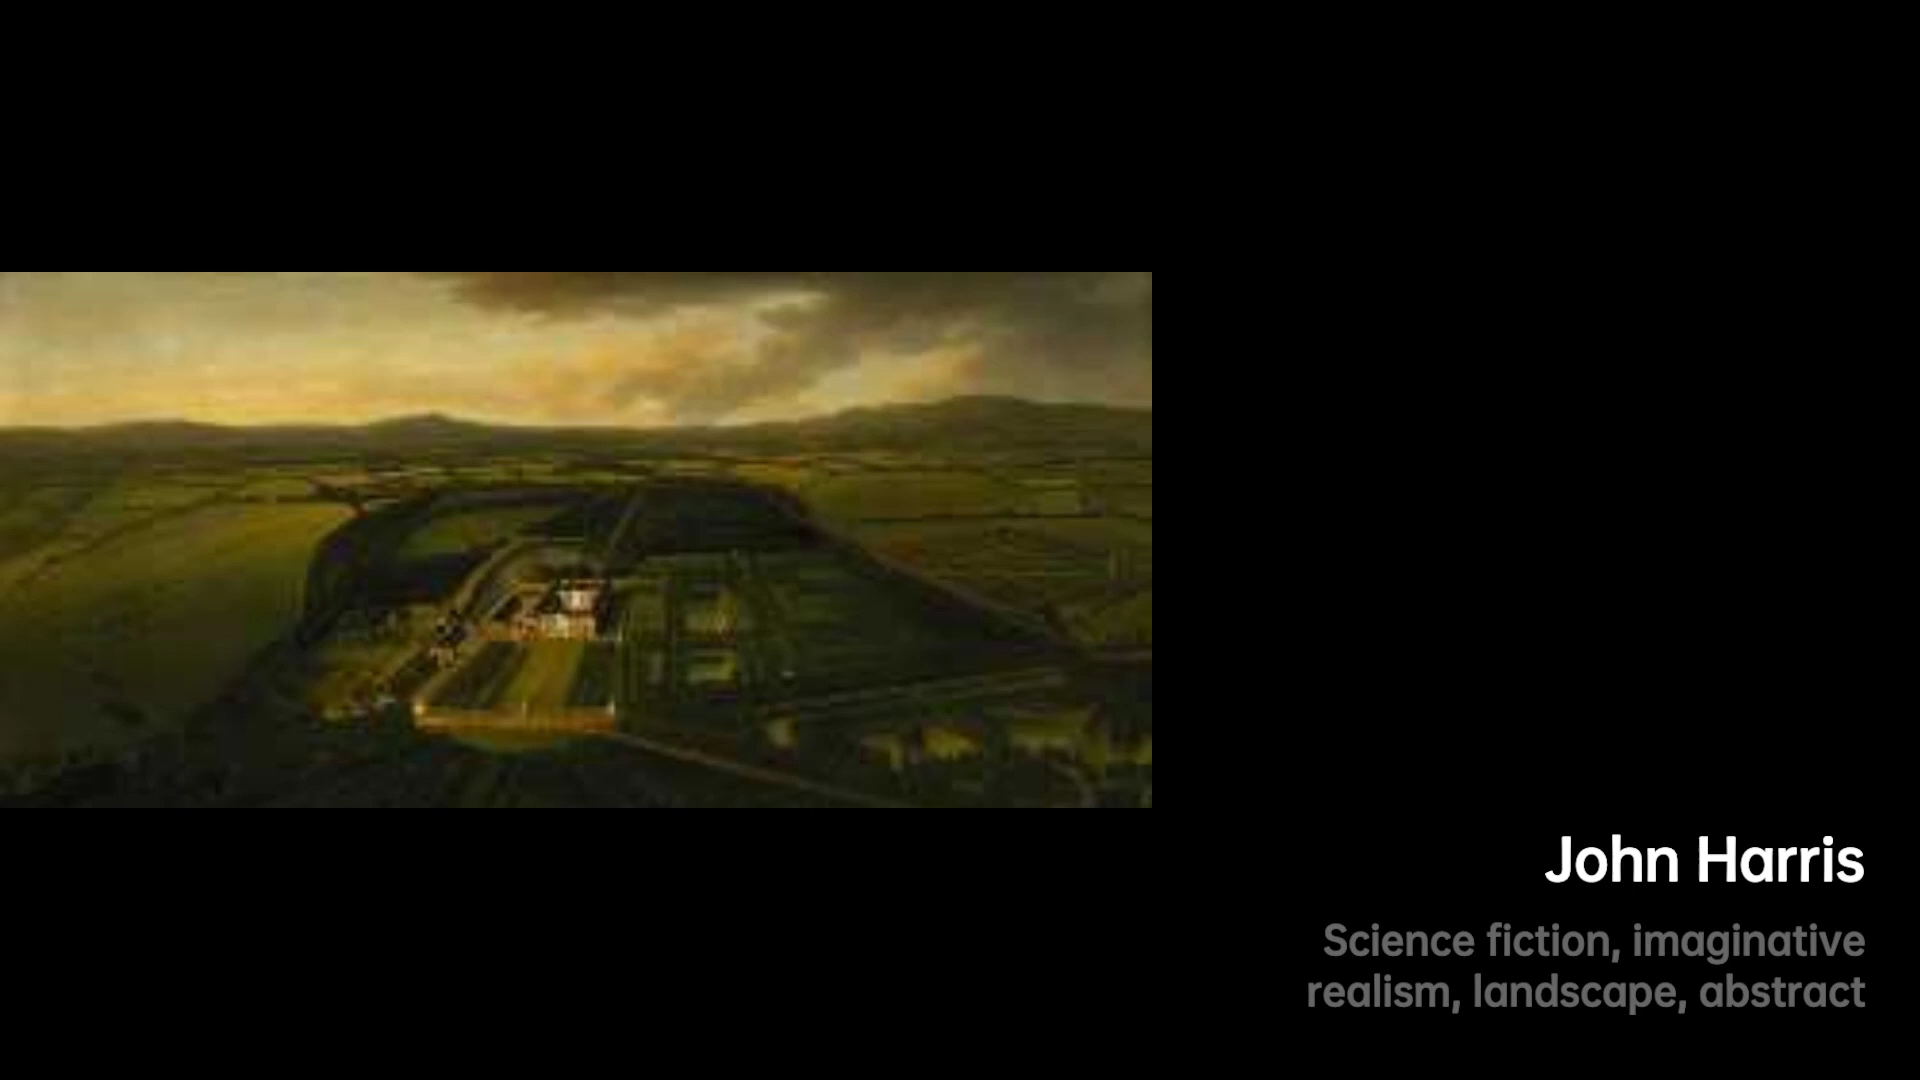 John Harris
Science fiction, imaginative
realism, landscape, abstract